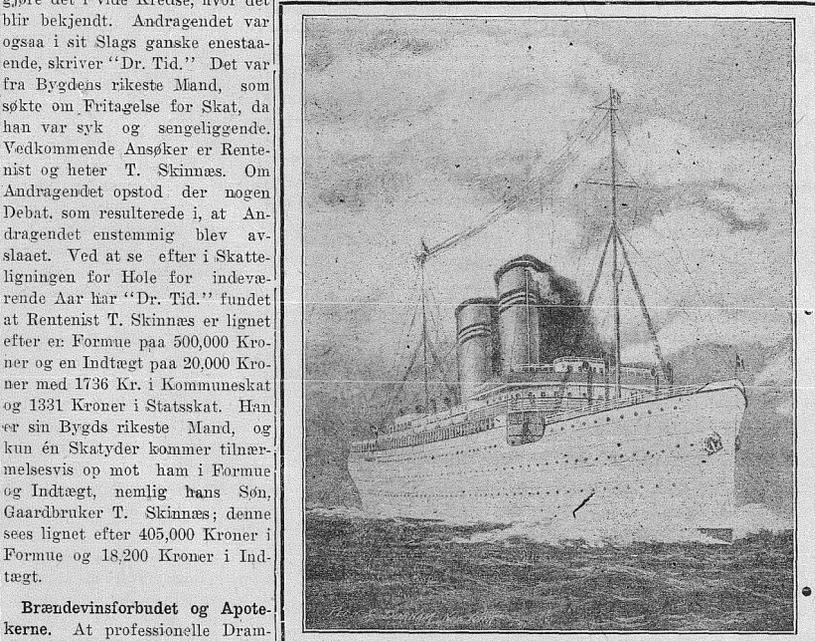 blir bekjendt. Andragendet var
ogsaa i sit Slags ganske enestaa-
ende, skriver "Dr. Tid." Det var
fra Bygdens rikeste Mand, som
søkte om Fritagelse for Skat, da
han var syk og sengeliggende.
Vedkommende Ansøker er Rente-
nist og heter T. Skinnæs. Om
Andragendet opstod der nogen
Debat, som resulterede i, at An-
dragendet enstemmig blev av-
slaaet. Ved at se efter i Skatte-
ligningen for Hole for indevæ-
rende Aar har "Dr. Tid." fundet
at Rentenist T. Skinnæs er lignet
efter en Formue paa 500,000 Kro-
ner og en Indtægt paa 20,000 Kro-
ner med 1736 Kr. i Kommuneskat
og 1331 Kroner i Statsskat. Han
er sin Bygds rikeste Mand, og
kun én Skatyder kommer tilnær-
melsesvis op mot ham i Formue
og Indtægt, nemlig hans Søn,
Gaardbruker T. Skinnæs; denne
sees lignet efter 405,000 Kroner i
Formue og 18,200 Kroner i Ind-
tægt.
Brændevinsforbudet og Apote-
kerne. At professionelle Dram-